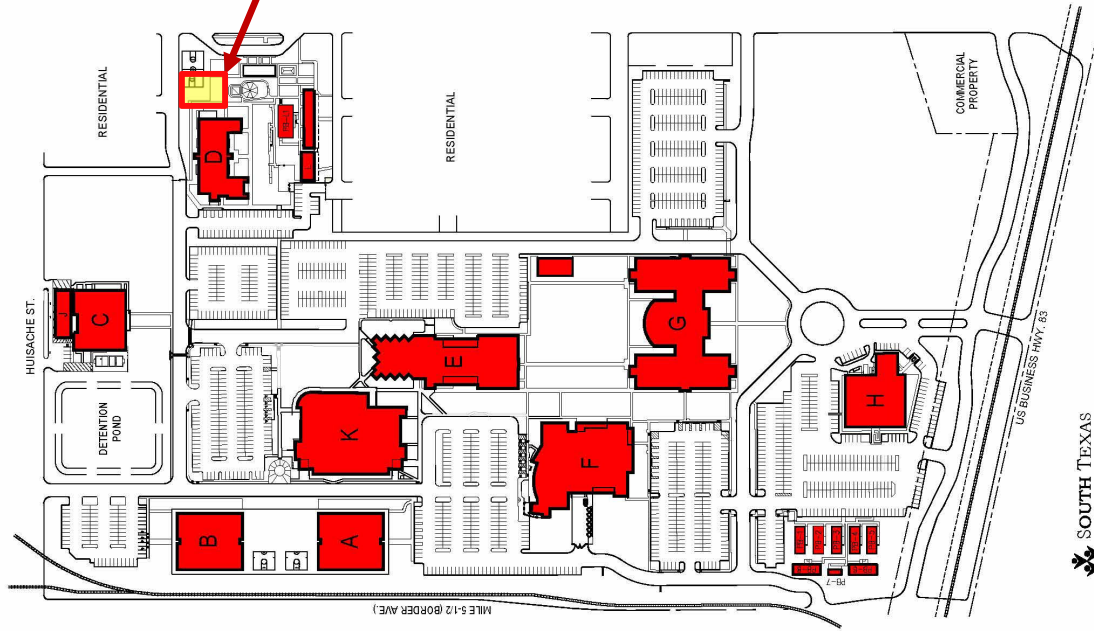 RESIDENTIAL
RESIDENTIAL
COMMERCIAL
PROPERTY
D
HUISACHE ST.
J
C
DETENTION
POND
E
G
K
F
H
B
A
PB-7
US BUSINESS HWY. 83
MILE 5-1/2 (BORDER AVE.)
SOUTH TEXAS